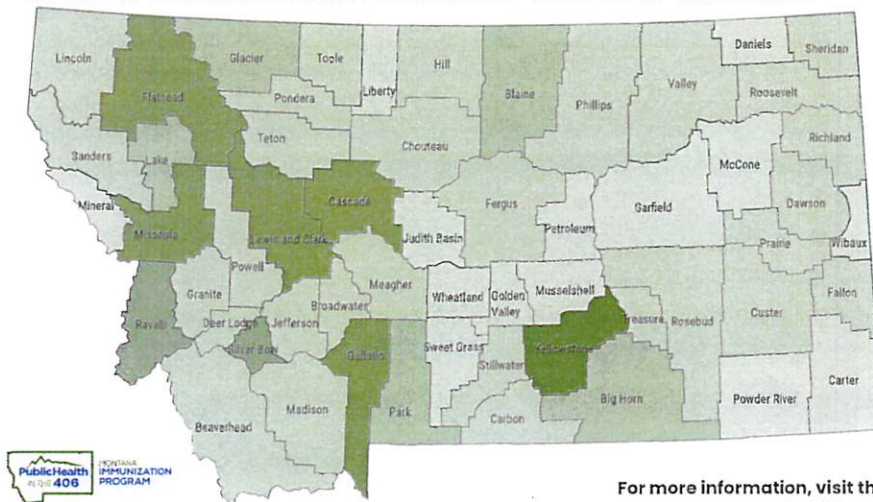 Lincoln
Flathead
Glacier
Toole
Liberty
Hill
Blaine
Phillips
Valley
Daniels
Sheridan
Roosevelt
Pondera
Teton
Chouteau
Sanders
Lake
Mineral
Missoula
Lewis and Clark
Cascade
Judith Basin
Fergus
Petroleum
Garfield
McCone
Richland
Dawson
Prairie
Wibaux
Powell
Granite
Ravalli
Deer Lodge
Silver Bow
Jefferson
Broadwater
Meagher
Wheatland
Golden
Valley
Musselshell
Treasure
Rosebud
Custer
Fallon
Gallatin
Sweet Grass
Stillwater
Yellowstone
Big Horn
Powder River
Carter
Beaverhead
Madison
Park
Carbon
PublicHealth
IN THE 406
MONTANA
IMMUNIZATION
PROGRAM
For more information, visit th